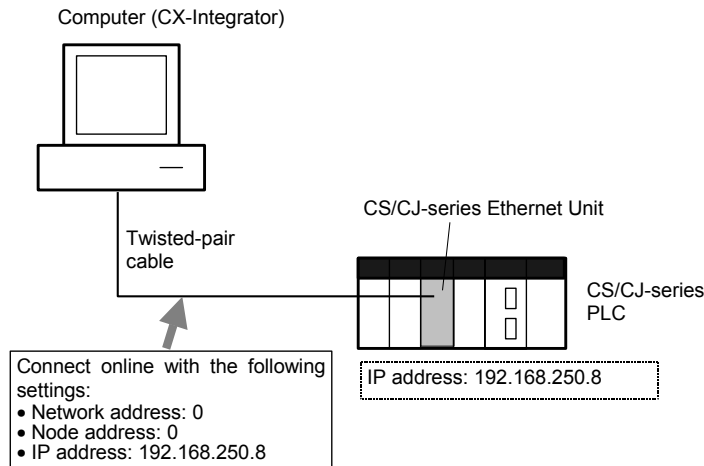 Computer (CX-Integrator)
Twisted-pair
cable
CS/CJ-series Ethernet Unit
CS/CJ-series
PLC
IP address: 192.168.250.8
Connect online with the following
settings:
• Network address: 0
• Node address: 0
• IP address: 192.168.250.8